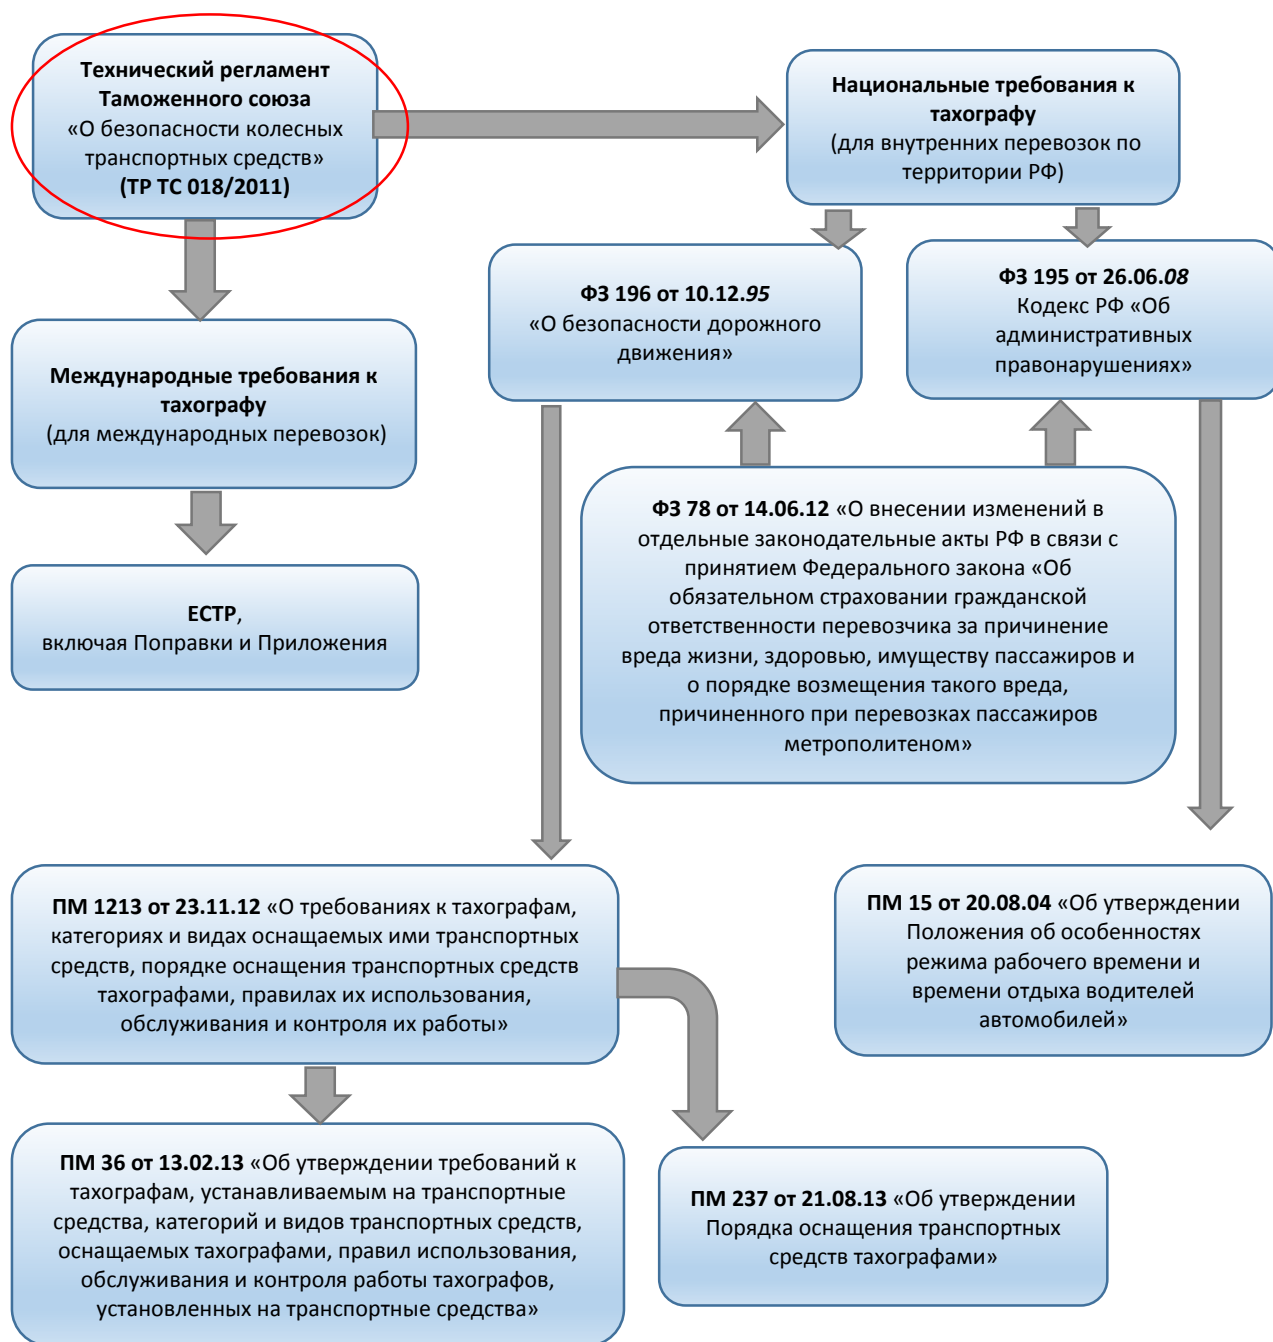 Технический регламент
Таможенного союза
«О безопасности колесных
транспортных средств»
(ТР ТС 018/2011)
Национальные требования к
тахографу
(для внутренних перевозок по
территории РФ)
ФЗ 196 от 10.12.95
«О безопасности дорожного
движения»
ФЗ 195 от 26.06.08
Кодекс РФ «Об
административных
правонарушениях»
Международные требования к
тахографу
(для международных перевозок)
ФЗ 78 от 14.06.12 «О внесении изменений в
отдельные законодательные акты РФ в связи с
принятием Федерального закона «Об
обязательном страховании гражданской
ответственности перевозчика за причинение
вреда жизни, здоровью, имуществу пассажиров и
о порядке возмещения такого вреда,
причиненного при перевозках пассажиров
метрополитеном»
ЕСТР,
включая Поправки и Приложения
ПМ 1213 от 23.11.12 «О требованиях к тахографам,
категориях и видах оснащаемых ими транспортных
средств, порядке оснащения транспортных средств
тахографами, правилах их использования,
обслуживания и контроля их работы»
ПМ 15 от 20.08.04 «Об утверждении
Положения об особенностях
режима рабочего времени и
времени отдыха водителей
автомобилей»
ПМ 36 от 13.02.13 «Об утверждении требований к
тахографам, устанавливаемым на транспортные
средства, категорий и видов транспортных средств,
оснащаемых тахографами, правил использования,
обслуживания и контроля работы тахографов,
установленных на транспортные средства»
ПМ 237 от 21.08.13 «Об утверждении
Порядка оснащения транспортных
средств тахографами»